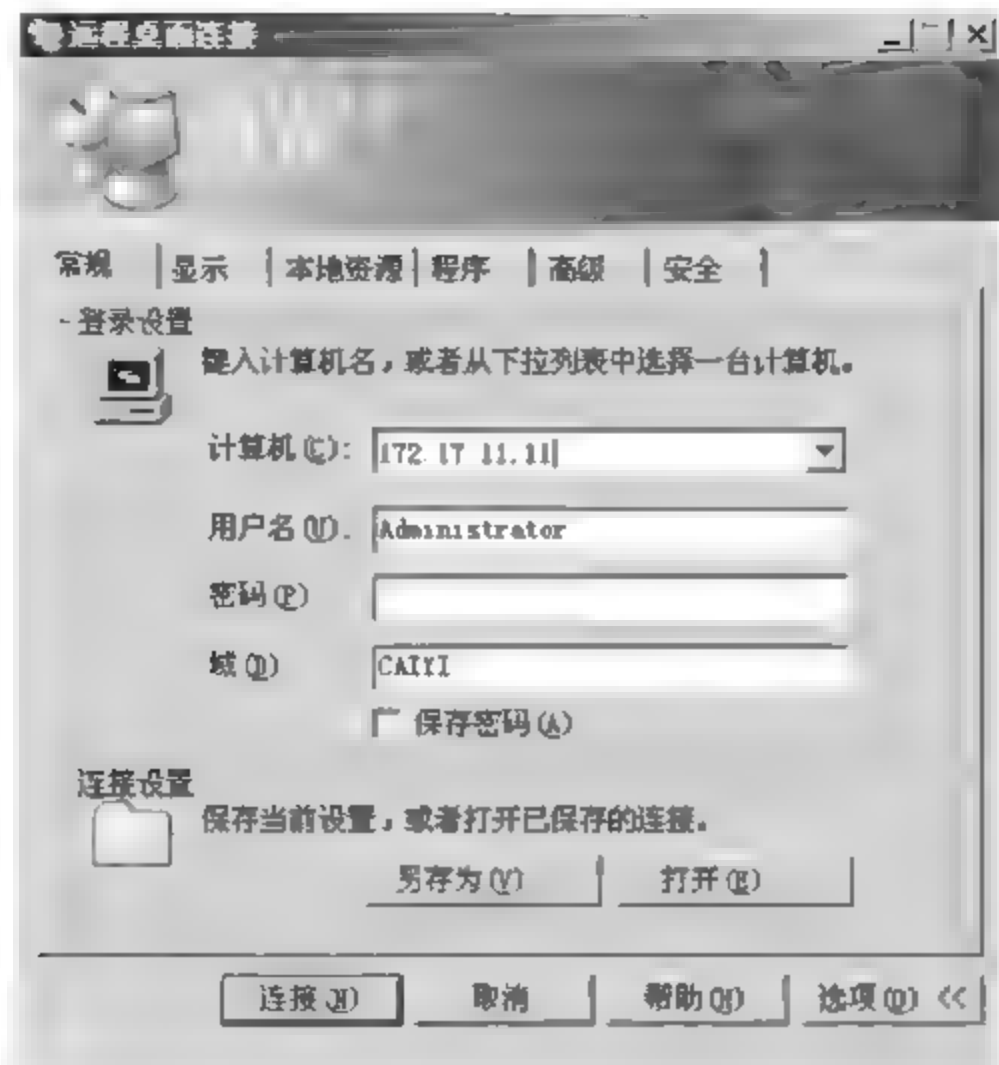 远程桌面连接
常规 显示 本地资源 程序 高级 安全
登录设置
键入计算机名，或者从下拉列表中选择一台计算机。
计算机(C): 172.17.11.11
用户名(U): Administrator
密码(P)
域(D) CAIYI
保存密码(A)
连接设置
保存当前设置，或者打开已保存的连接。
另存为(V) 打开(E)
连接(N) 取消 帮助(H) 选项(O) <<